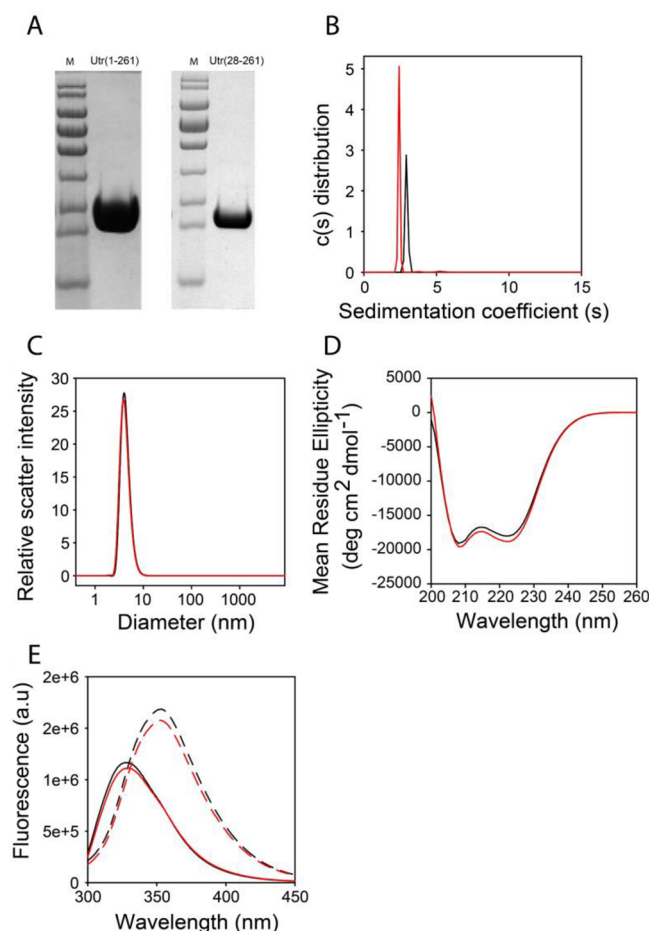 A
M
Utr(1-261)
M
Utr(28-261)
B
c(s) distribution
5
4
3
2
1
0
0
5
10
15
Sedimentation coefficient (s)
C
Relative scatter intensity
30
25
20
15
10
5
0
1
10
100
1000
Diameter (nm)
D
Mean Residue Ellipticity
(deg cm2 dmol-1)
5000
0
-5000
-10000
-15000
-20000
-25000
200
210
220
230
240
250
260
Wavelength (nm)
E
Fluorescence (a.u)
2e+6
2e+6
1e+6
5e+5
0
300
350
400
450
Wavelength (nm)